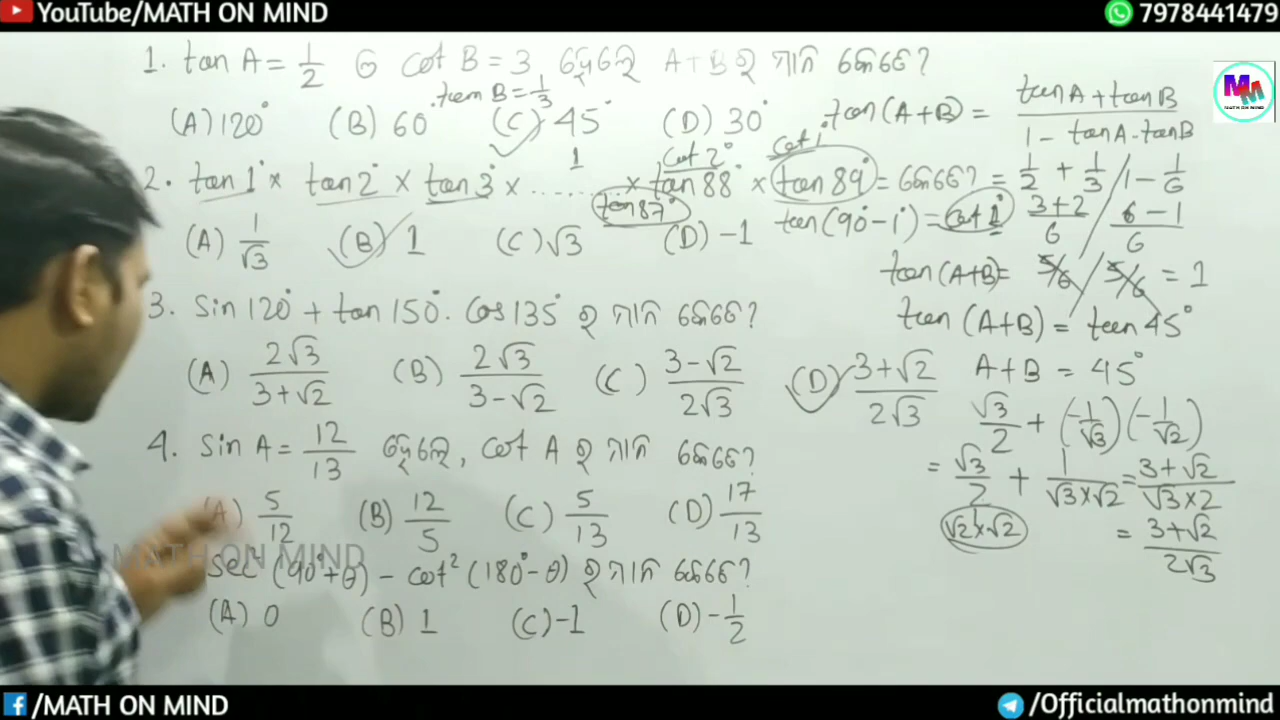 YouTube/MATH ON MIND
7978441479
1. tan A = 1/2 ଓ cot B = 3 ହେଲେ A+B ର ମାନ କେତେ?
tan B = 1/3
(A) 120° (B) 60 (C) 45° (D) 30°
tan(A+B) = (tanA + tanB)/(1 - tanA·tanB)
1 cot 2° cot 1°
2. tan 1° × tan 2° × tan 3° × ........ × tan 88° × tan 89° = କେତେ?
tan 87°
(A) 1/√3 (B) 1 (C) √3 (D) -1
tan(90° - 1°) = cot 1°
= 1/2 + 1/3 / 1 - 1/6
(3+2)/6 / (6-1)/6
tan(A+B) = 5/6 / 5/6 = 1
tan(A+B) = tan 45°
A+B = 45°
3. Sin 120° + tan 150°. Cos 135° ର ମାନ କେତେ?
(A) 2√3/(3+√2) (B) 2√3/(3-√2) (C) (3-√2)/2√3 (D) (3+√2)/2√3
√3/2 + (-1/√3)(-1/√2)
= √3/2 + 1/(√3×√2) = (3+√2)/(√3×2)
√2×√2
= (3+√2)/2√3
4. Sin A = 12/13 ହେଲେ, cot A ର ମାନ କେତେ?
(A) 5/12 (B) 12/5 (C) 5/13 (D) 17/13
MATH ON MIND
sec (90°+θ) - cot² (180°-θ) ର ମାନ କେତେ?
(A) 0 (B) 1 (C) -1 (D) -1/2
/MATH ON MIND
/Officialmathonmind